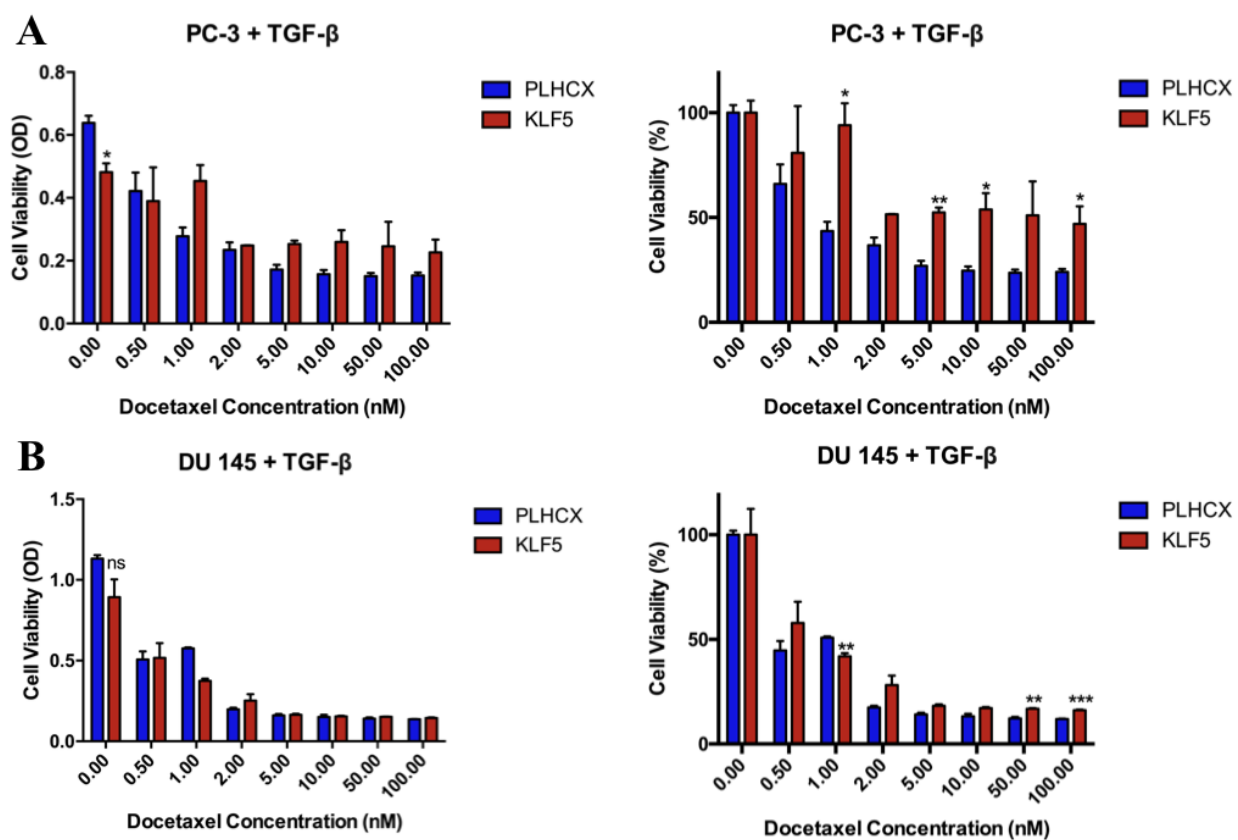 A
PC-3 + TGF-β
Cell Viability (OD)
0.8
0.6
0.4
0.2
0.0
*
PLHCX
KLF5
0.00
0.50
1.00
2.00
5.00
10.00
50.00
100.00
Docetaxel Concentration (nM)
PC-3 + TGF-β
Cell Viability (%)
100
50
0
*
**
*
*
PLHCX
KLF5
0.00
0.50
1.00
2.00
5.00
10.00
50.00
100.00
Docetaxel Concentration (nM)
B
DU 145 + TGF-β
Cell Viability (OD)
1.5
1.0
0.5
0.0
ns
PLHCX
KLF5
0.00
0.50
1.00
2.00
5.00
10.00
50.00
100.00
Docetaxel Concentration (nM)
DU 145 + TGF-β
Cell Viability (%)
100
50
0
**
**
***
PLHCX
KLF5
0.00
0.50
1.00
2.00
5.00
10.00
50.00
100.00
Docetaxel Concentration (nM)